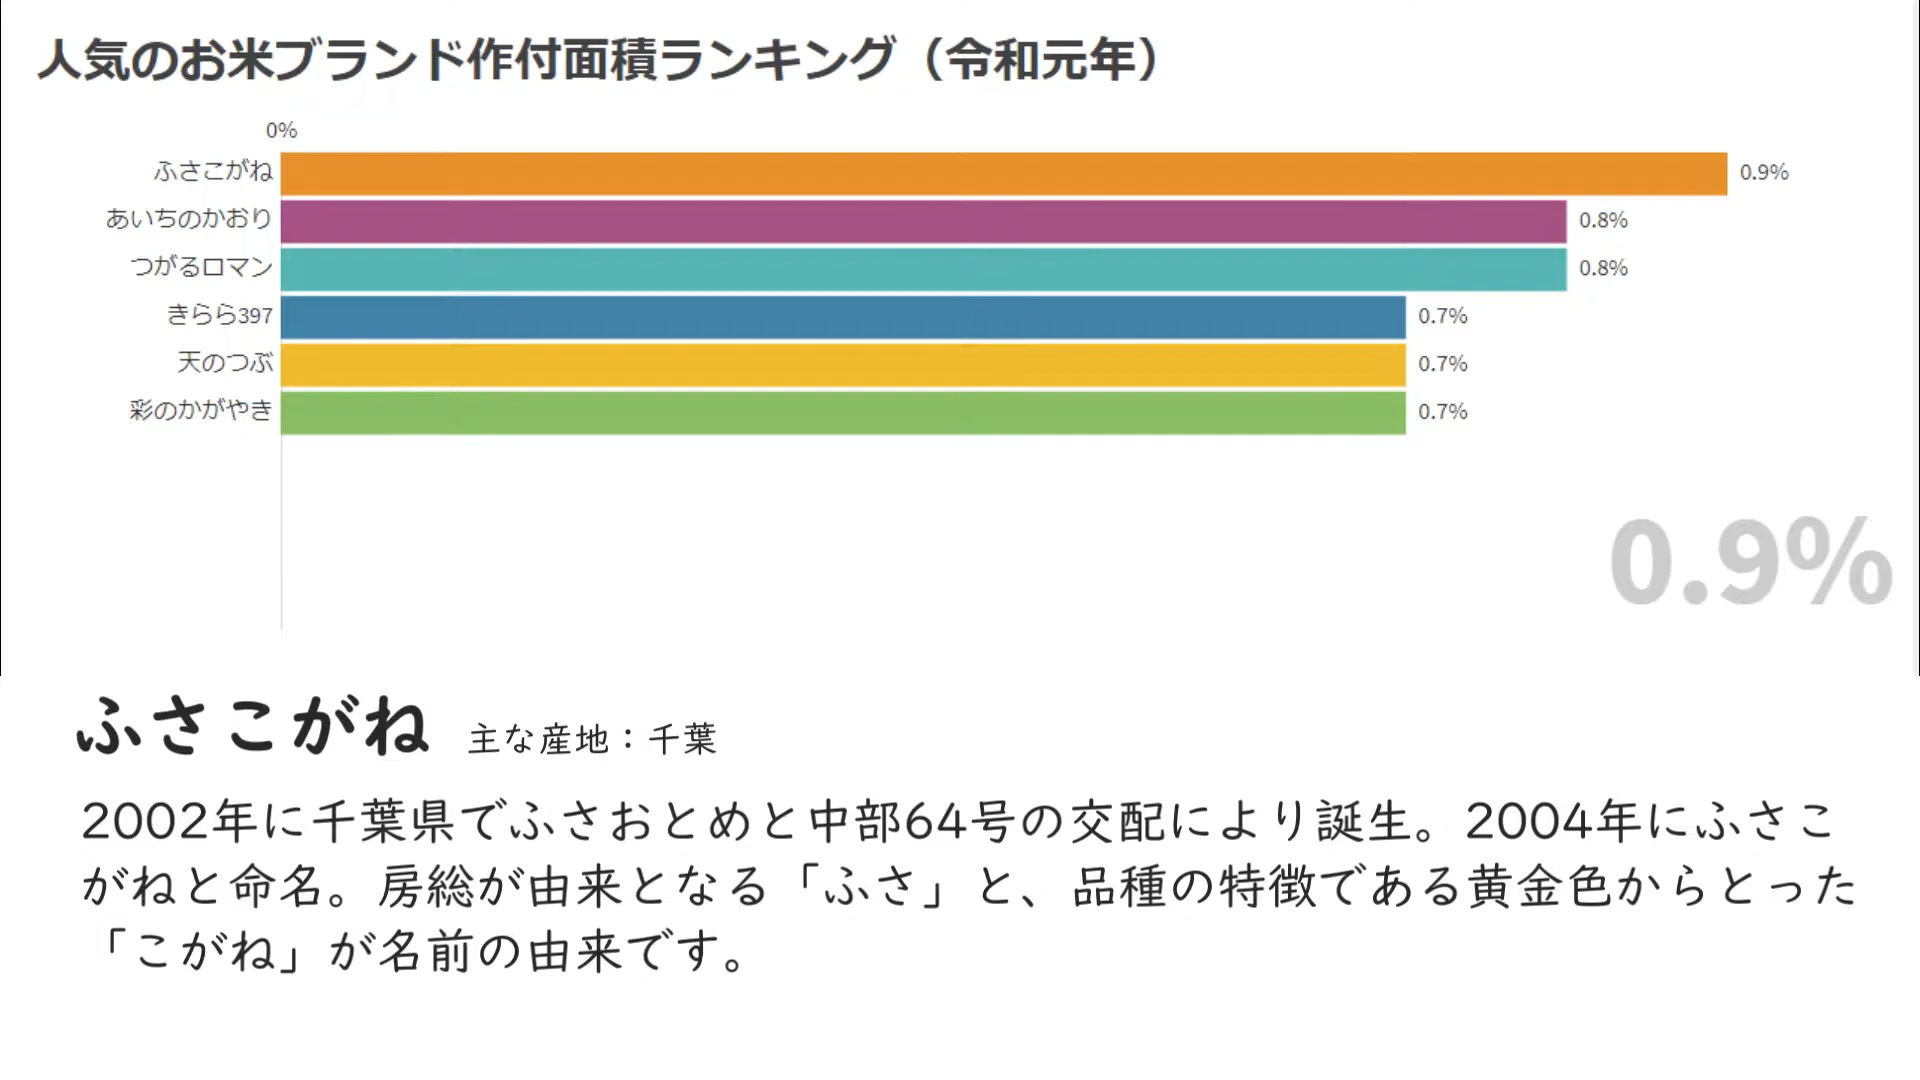 人気のお米ブランド作付面積ランキング（令和元年）
0%
ふさこがね 0.9%
あいちのかおり 0.8%
つがるロマン 0.8%
きらら397 0.7%
天のつぶ 0.7%
彩のかがやき 0.7%
0.9%
ふさこがね 主な産地：千葉
2002年に千葉県でふさおとめと中部64号の交配により誕生。2004年にふさこ
がねと命名。房総が由来となる「ふさ」と、品種の特徴である黄金色からとった
「こがね」が名前の由来です。